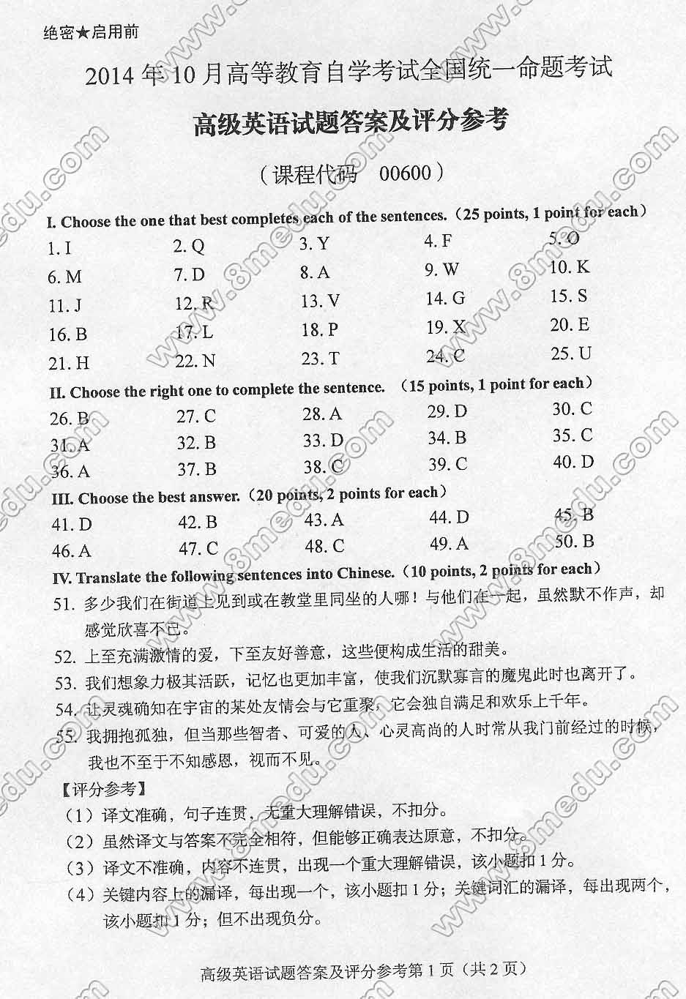 绝密★启用前
2014 年 10 月高等教育自学考试全国统一命题考试
高级英语试题答案及评分参考
（课程代码 00600）
I. Choose the one that best completes each of the sentences.（25 points, 1 point for each）
1. I 2. Q 3. Y 4. F 5. O
6. M 7. D 8. A 9. W 10. K
11. J 12. R 13. V 14. G 15. S
16. B 17. L 18. P 19. X 20. E
21. H 22. N 23. T 24. C 25. U
II. Choose the right one to complete the sentence. （15 points, 1 point for each）
26. B 27. C 28. A 29. D 30. C
31. A 32. B 33. D 34. B 35. C
36. A 37. B 38. C 39. C 40. D
III. Choose the best answer.（20 points, 2 points for each）
41. D 42. B 43. A 44. D 45. B
46. A 47. C 48. C 49. A 50. B
IV. Translate the following sentences into Chinese.（10 points, 2 points for each）
51. 多少我们在街道上见到或在教堂里同坐的人哪！与他们在一起，虽然默不作声，却
感觉欣喜不已。
52. 上至充满激情的爱，下至友好善意，这些便构成生活的甜美。
53. 我们想象力极其活跃，记忆也更加丰富，使我们沉默寡言的魔鬼此时也离开了。
54. 让灵魂确知在宇宙的某处友情会与它重聚，它会独自满足和欢乐上千年。
55. 我拥抱孤独，但当那些智者、可爱的人、心灵高尚的人时常从我门前经过的时候，
我也不至于不知感恩，视而不见。
【评分参考】
（1）译文准确，句子连贯，无重大理解错误，不扣分。
（2）虽然译文与答案不完全相符，但能够正确表达原意，不扣分。
（3）译文不准确，内容不连贯，出现一个重大理解错误，该小题扣 1 分。
（4）关键内容上的漏译，每出现一个，该小题扣 1 分；关键词汇的漏译，每出现两个，
该小题扣 1 分；但不出现负分。
高级英语试题答案及评分参考第 1 页（共 2 页）
www.8medu.com